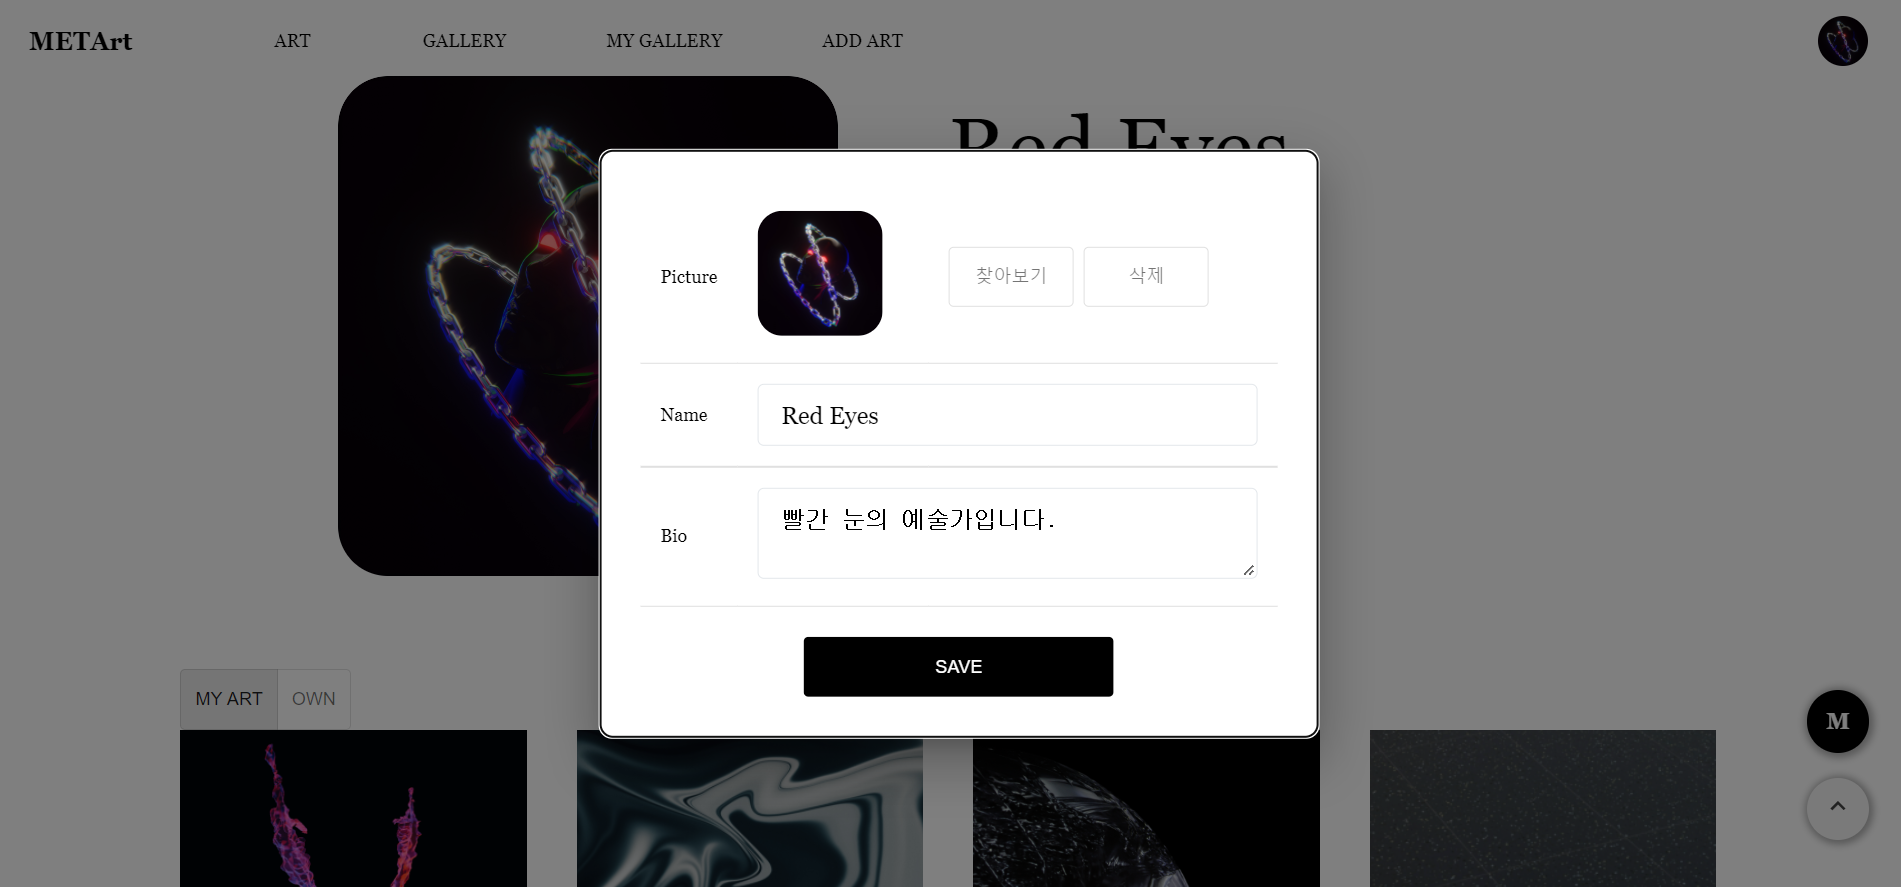 METArt
ART
GALLERY
MY GALLERY
ADD ART
Red Eyes
Picture
찾아보기
삭제
Name
Red Eyes
Bio
빨간 눈의 예술가입니다.
SAVE
MY ART
OWN
M